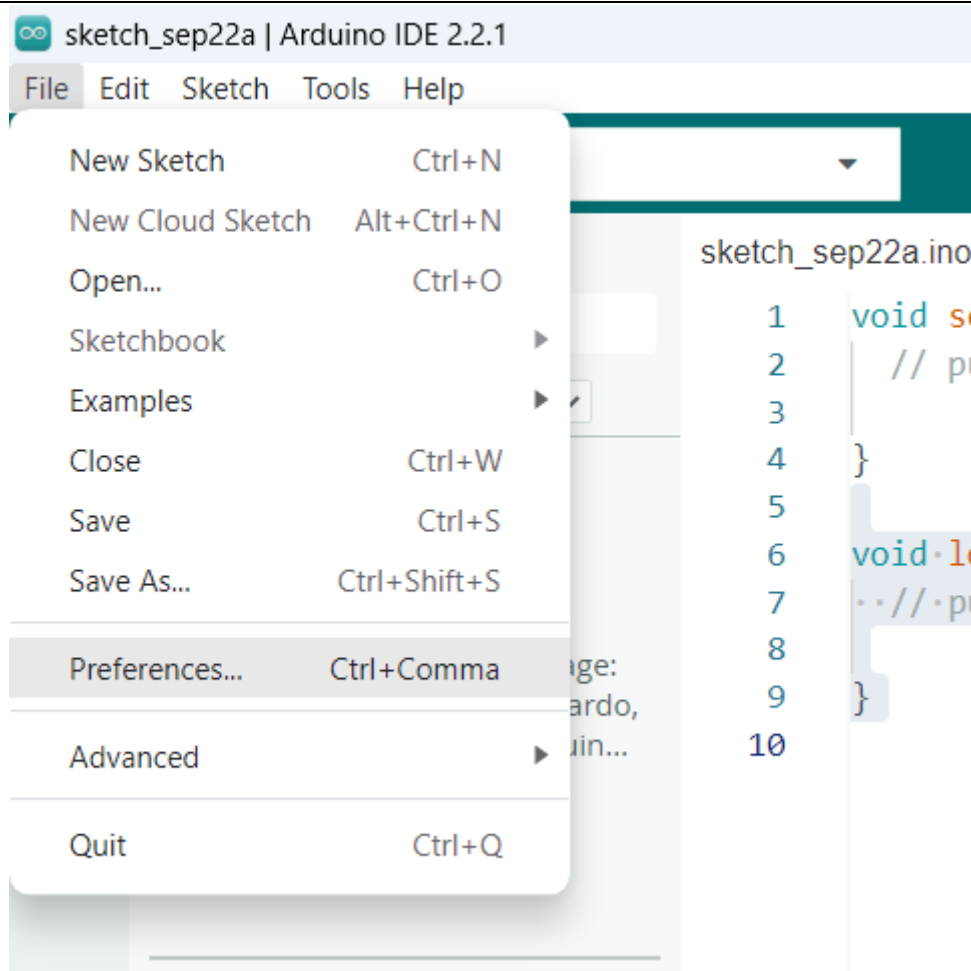 sketch_sep22a | Arduino IDE 2.2.1
File Edit Sketch Tools Help
New Sketch Ctrl+N
New Cloud Sketch Alt+Ctrl+N
Open... Ctrl+O
Sketchbook
Examples
Close Ctrl+W
Save Ctrl+S
Save As... Ctrl+Shift+S
Preferences... Ctrl+Comma
Advanced
Quit Ctrl+Q
sketch_sep22a.ino
1 void
2 //
3
4 }
5
6 void
7 //
8
9 }
10